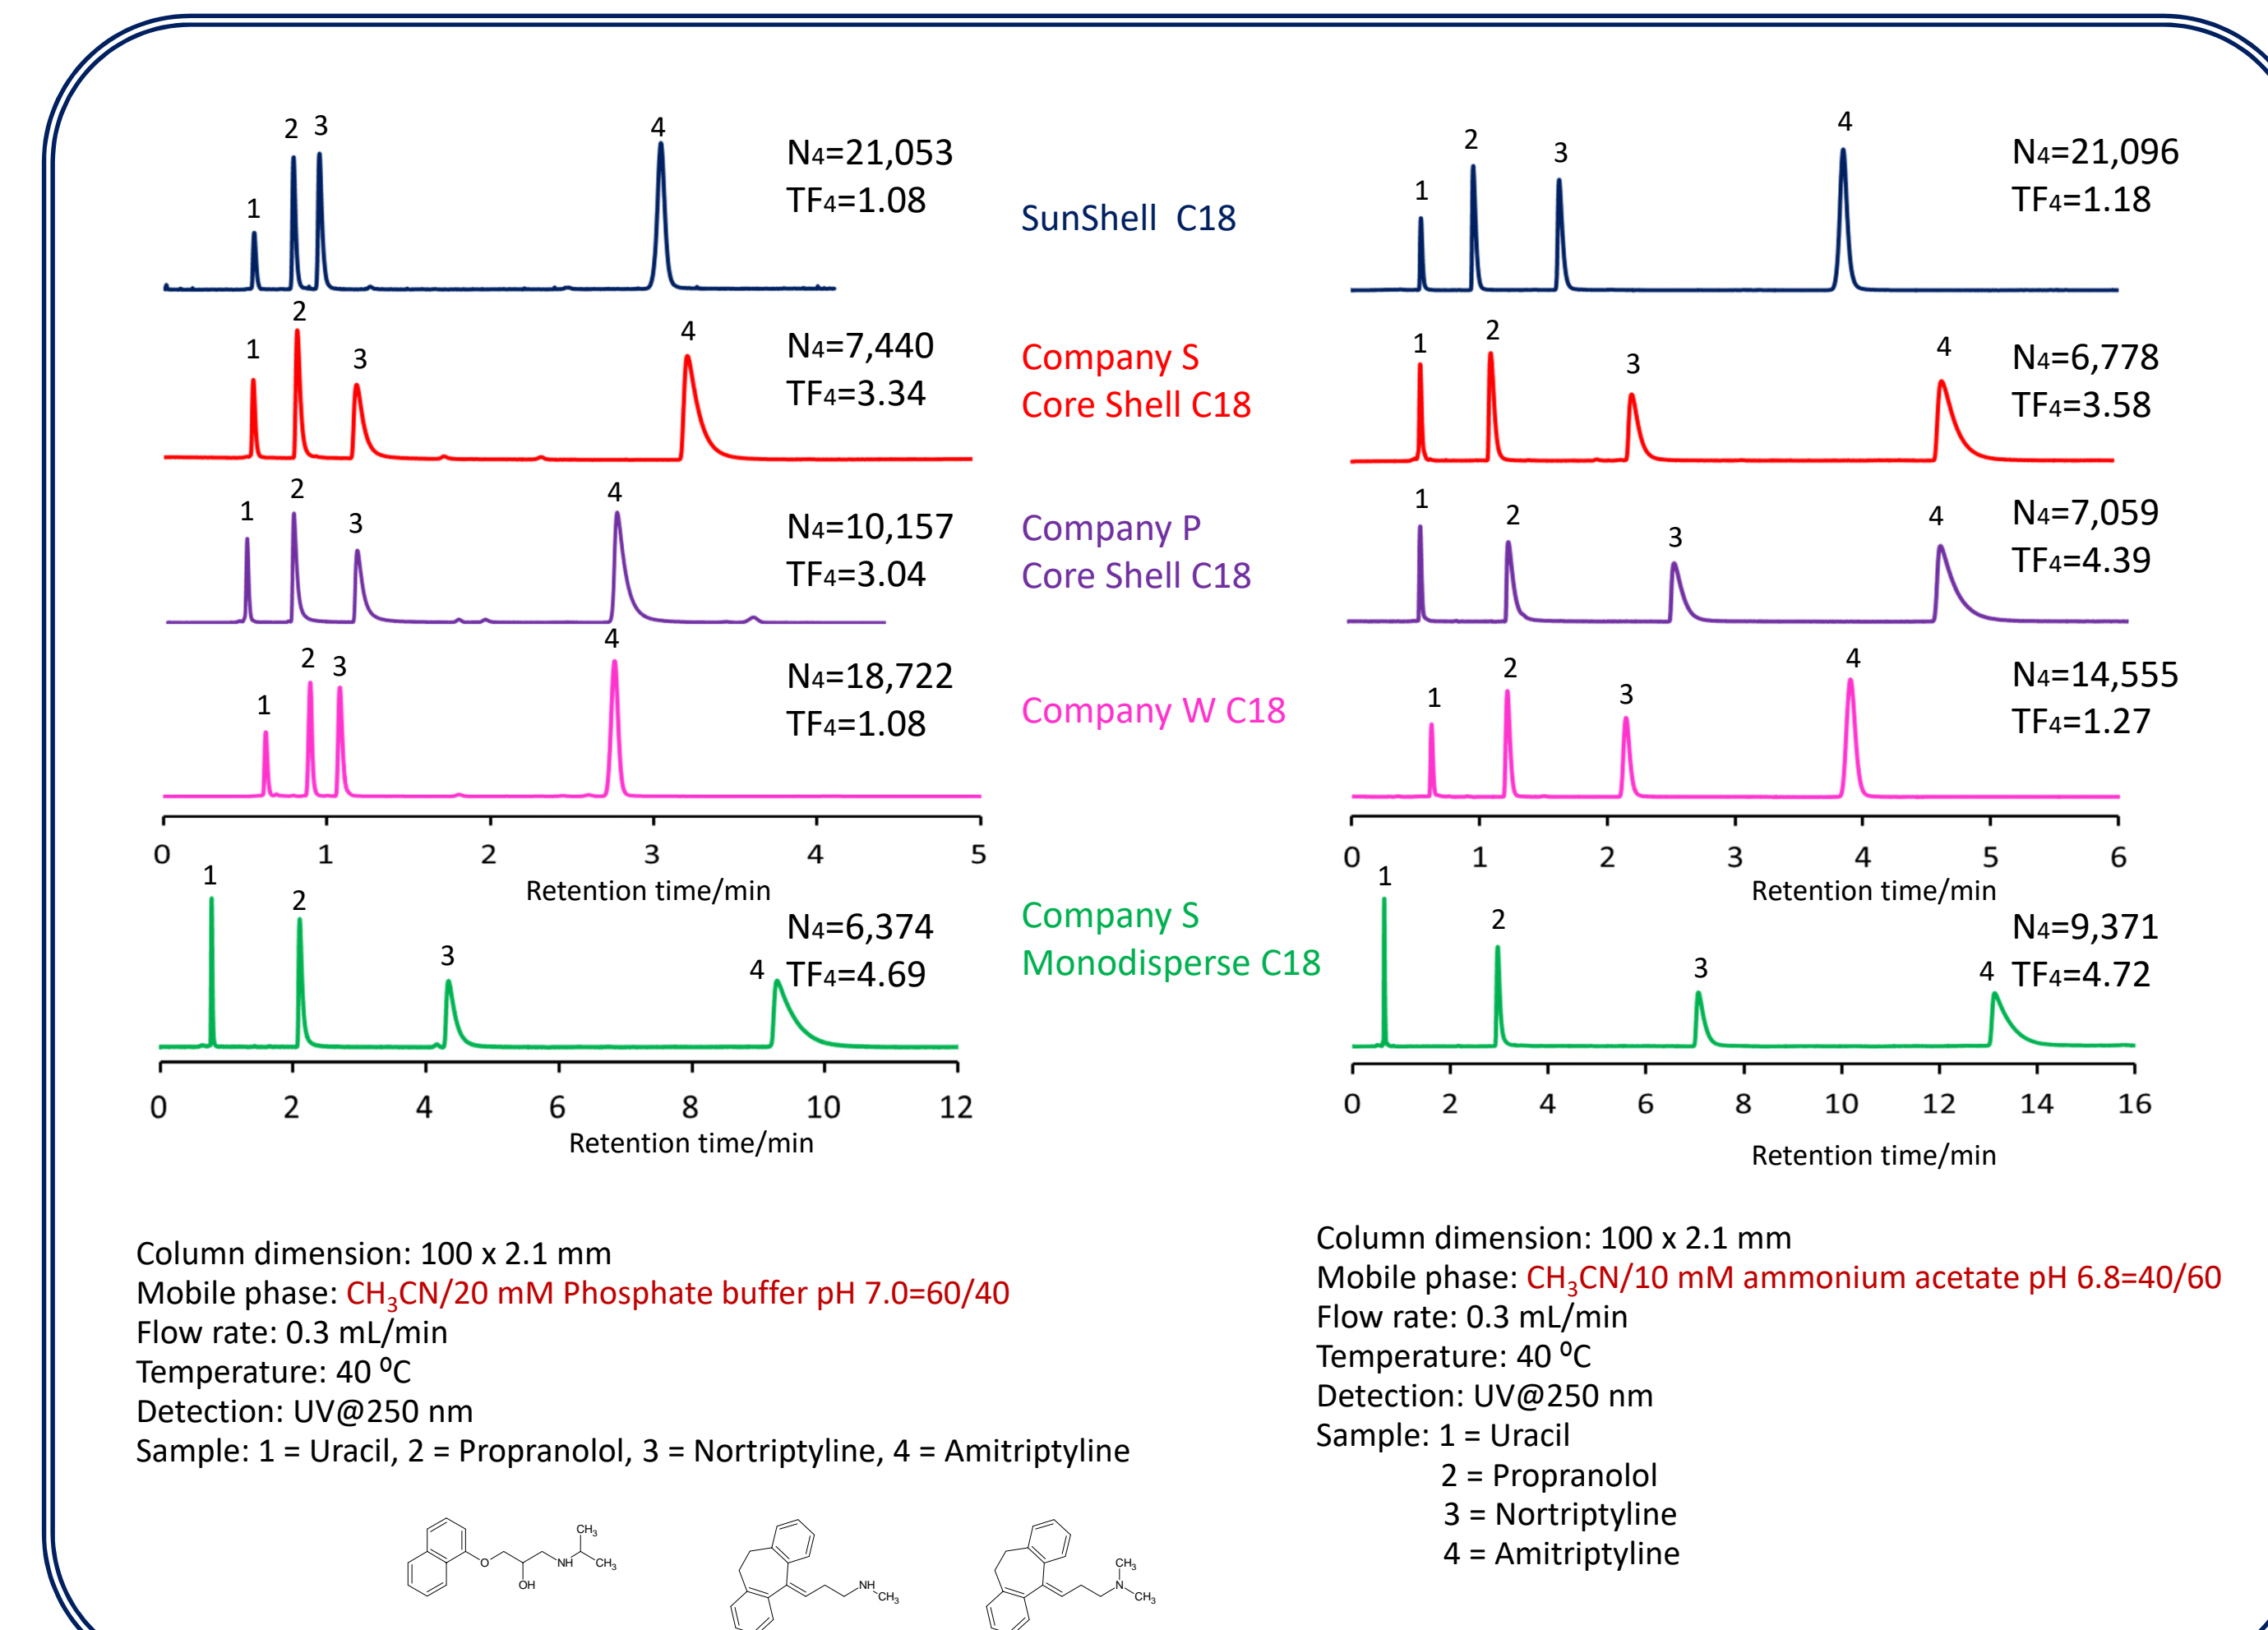 2 3
4
1
N4=21,053
TF4=1.08
SunShell C18
1
2
3
4
N4=21,096
TF4=1.18
1
2
3
4
N4=7,440
TF4=3.34
Company S
Core Shell C18
1
2
3
4
N4=6,778
TF4=3.58
1
2
3
4
N4=10,157
TF4=3.04
Company P
Core Shell C18
1
2
3
4
N4=7,059
TF4=4.39
1
2
3
4
N4=18,722
TF4=1.08
Company W C18
1
2
3
4
N4=14,555
TF4=1.27
0 1 2 3 4 5
Retention time/min
0 1 2 3 4 5 6
Retention time/min
1
2
3
4
N4=6,374
TF4=4.69
Company S
Monodisperse C18
1
2
3
4
N4=9,371
TF4=4.72
0 2 4 6 8 10 12
Retention time/min
0 2 4 6 8 10 12 14 16
Retention time/min
Column dimension: 100 x 2.1 mm
Mobile phase: CH₃CN/20 mM Phosphate buffer pH 7.0=60/40
Flow rate: 0.3 mL/min
Temperature: 40 ⁰C
Detection: UV@250 nm
Sample: 1 = Uracil, 2 = Propranolol, 3 = Nortriptyline, 4 = Amitriptyline
Column dimension: 100 x 2.1 mm
Mobile phase: CH₃CN/10 mM ammonium acetate pH 6.8=40/60
Flow rate: 0.3 mL/min
Temperature: 40 ⁰C
Detection: UV@250 nm
Sample: 1 = Uracil
2 = Propranolol
3 = Nortriptyline
4 = Amitriptyline
CH₃
O
NH
CH₃
OH
NH
CH₃
CH₃
N
CH₃